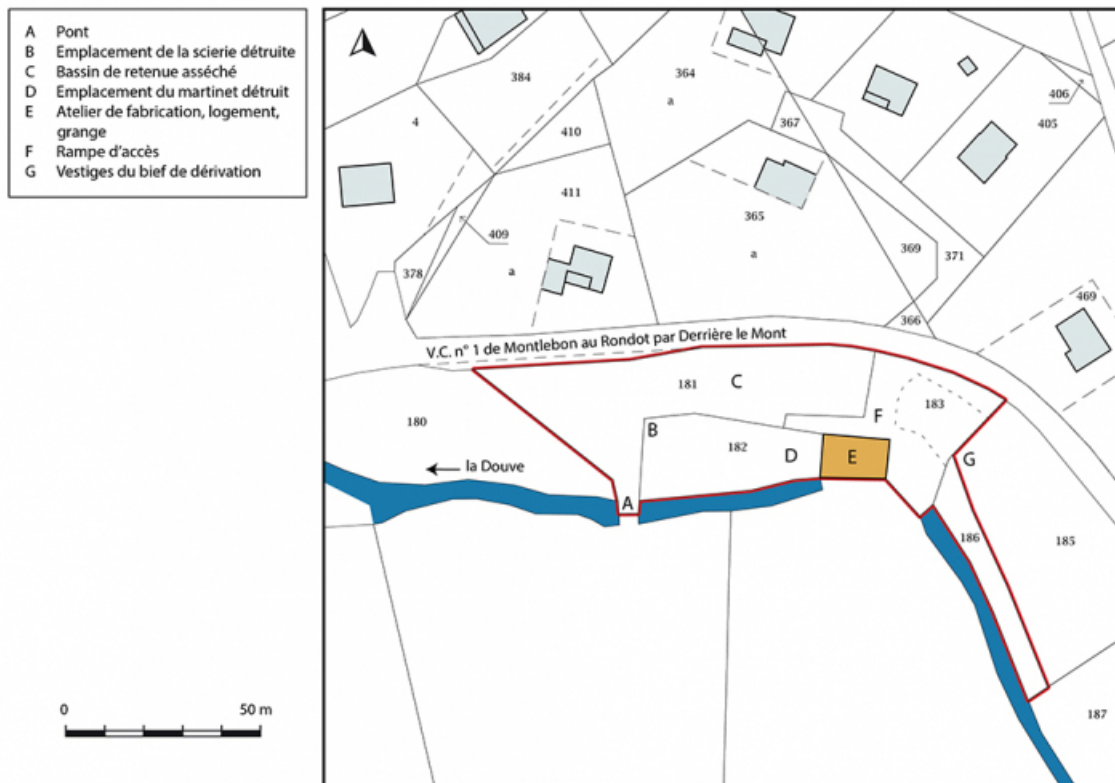 A Pont
B Emplacement de la scierie détruite
C Bassin de retenue asséché
D Emplacement du martinet détruit
E Atelier de fabrication, logement,
grange
F Rampe d'accès
G Vestiges du bief de dérivation
0 50 m
384
364
a
406
405
4
410
367
411
365
409
a
a
369
371
378
366
469
V.C. n° 1 de Montlebon au Rondot par Derrière le Mont
181
C
183
180
B
F
182
D
E
G
la Douve
A
186
185
187